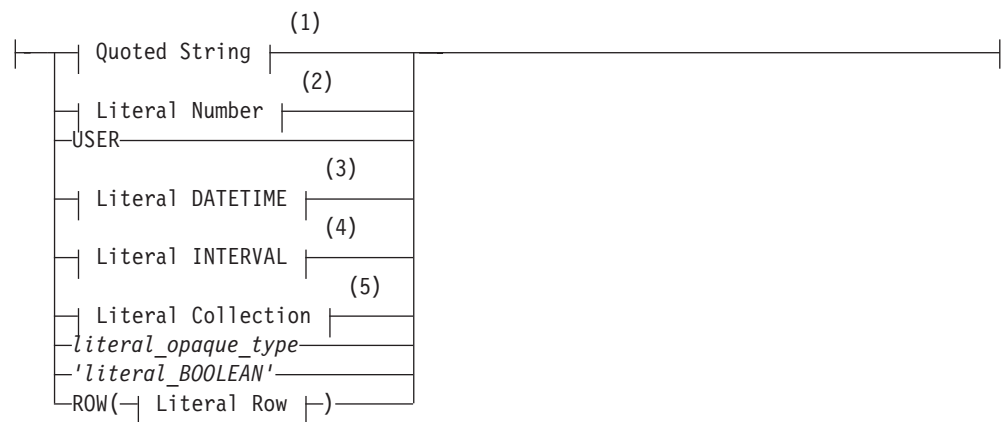 (1)
Quoted String
(2)
Literal Number
USER
(3)
Literal DATETIME
(4)
Literal INTERVAL
(5)
Literal Collection
literal_opaque_type
'literal_BOOLEAN'
ROW( Literal Row )